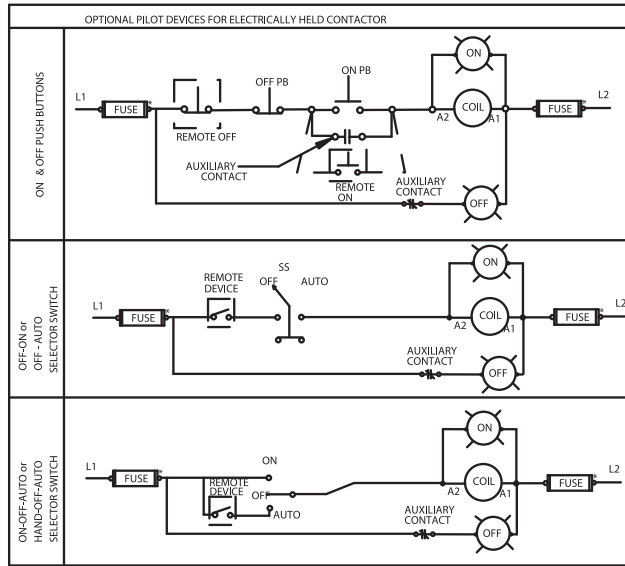 OPTIONAL PILOT DEVICES FOR ELECTRICALLY HELD CONTACTOR
ON & OFF PUSH BUTTONS
L1
FUSE
*
REMOTE OFF
OFF PB
ON PB
ON
COIL
A2
A1
FUSE
*
L2
AUXILIARY
CONTACT
REMOTE
ON
AUXILIARY
CONTACT
OFF
OFF-ON or
OFF - AUTO
SELECTOR SWITCH
L1
FUSE
*
REMOTE
DEVICE
SS
OFF
AUTO
ON
COIL
A2
A1
FUSE
*
L2
AUXILIARY
CONTACT
OFF
ON-OFF-AUTO or
HAND-OFF-AUTO
SELECTOR SWITCH
L1
FUSE
*
REMOTE
DEVICE
ON
OFF
AUTO
ON
COIL
A2
A1
FUSE
*
L2
AUXILIARY
CONTACT
OFF